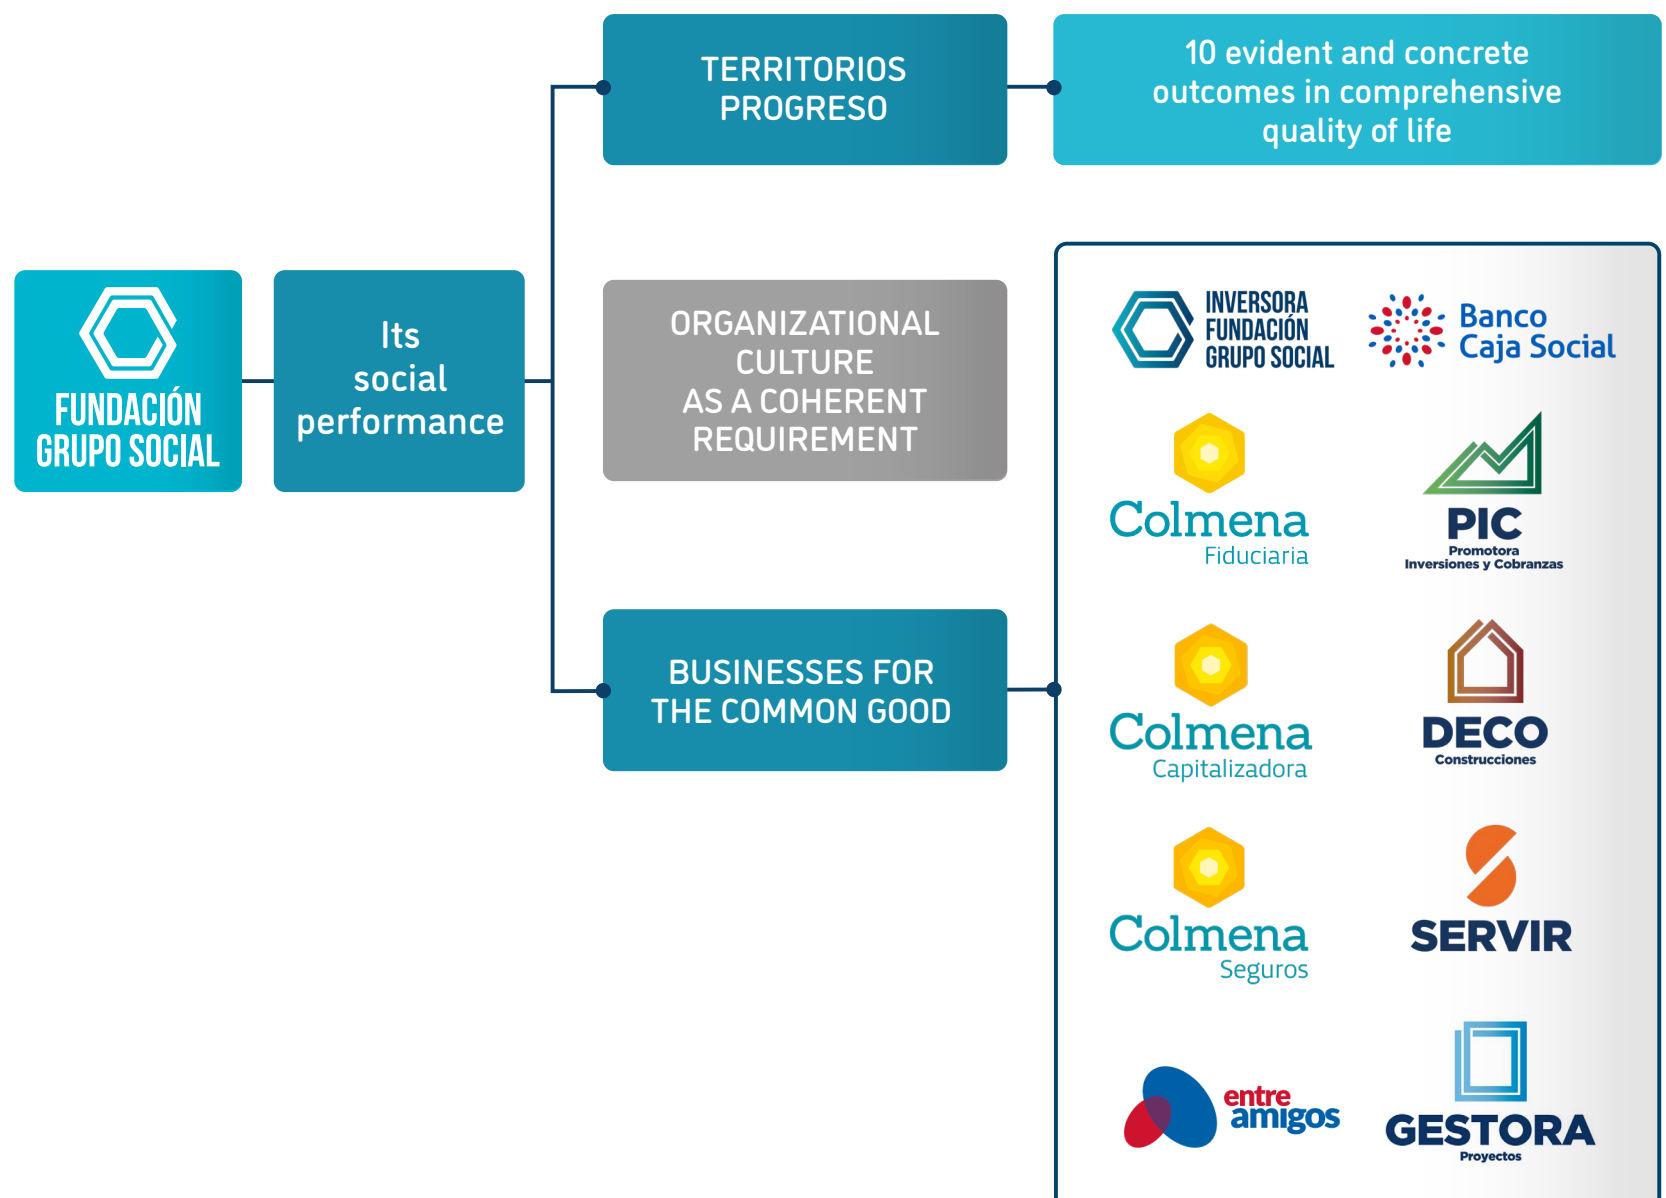 FUNDACIÓN
GRUPO SOCIAL
Its
social
performance
TERRITORIOS
PROGRESO
10 evident and concrete
outcomes in comprehensive
quality of life
ORGANIZATIONAL
CULTURE
AS A COHERENT
REQUIREMENT
BUSINESSES FOR
THE COMMON GOOD
INVERSORA
FUNDACIÓN
GRUPO SOCIAL
Banco
Caja Social
Colmena
Fiduciaria
PIC
Promotora
Inversiones y Cobranzas
Colmena
Capitalizadora
DECO
Construcciones
Colmena
Seguros
SERVIR
entre
amigos
GESTORA
Proyectos